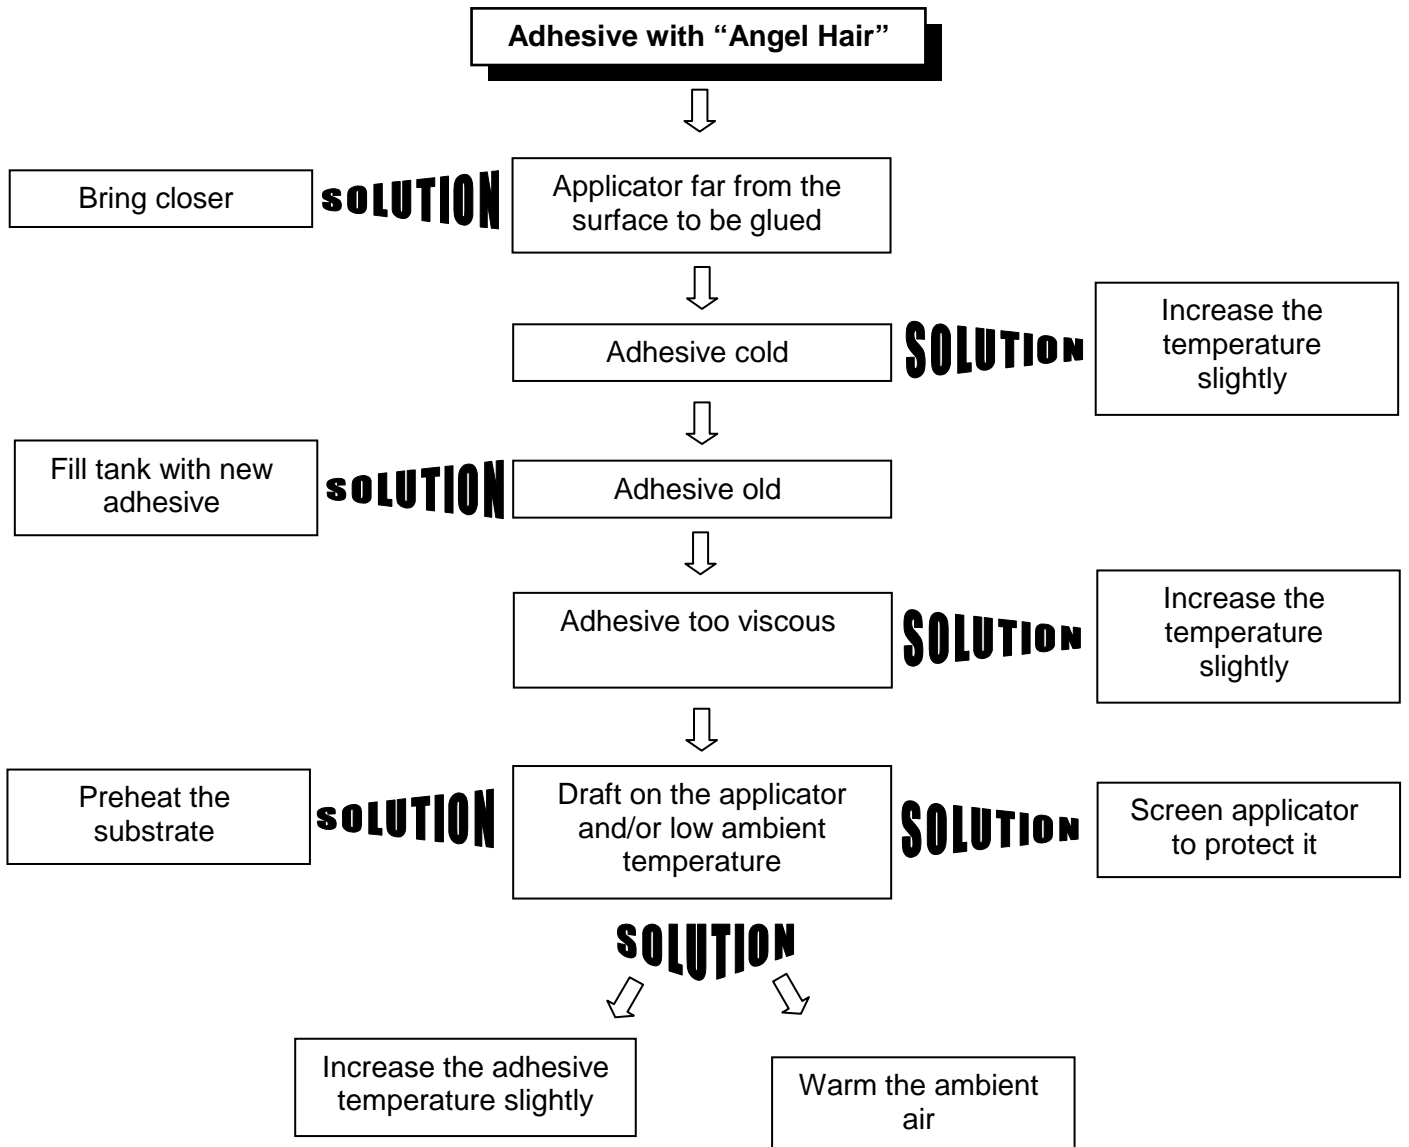 Adhesive with “Angel Hair”
Bring closer
SOLUTION
Applicator far from the
surface to be glued
Adhesive cold
SOLUTION
Increase the
temperature
slightly
Fill tank with new
adhesive
SOLUTION
Adhesive old
Adhesive too viscous
SOLUTION
Increase the
temperature
slightly
Preheat the
substrate
SOLUTION
Draft on the applicator
and/or low ambient
temperature
SOLUTION
Screen applicator
to protect it
SOLUTION
Increase the adhesive
temperature slightly
Warm the ambient
air